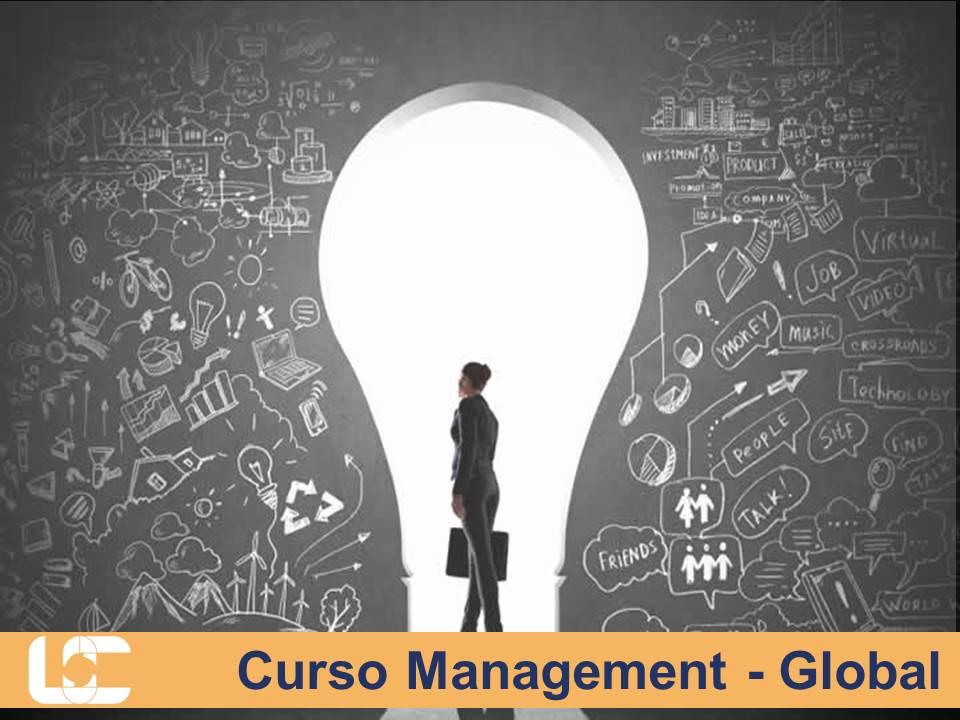 INVESTMENT
PRODUCT
CREATIVE
PROMOTION
COMPANY
IDEA
VIRTUAL
JOB
VIDEO
MONEY
MUSIC
CROSSROADS
TECHNOLOGY
PEOPLE
SITE
FIND
TALK!
FRIENDS
WORLD
Curso Management - Global